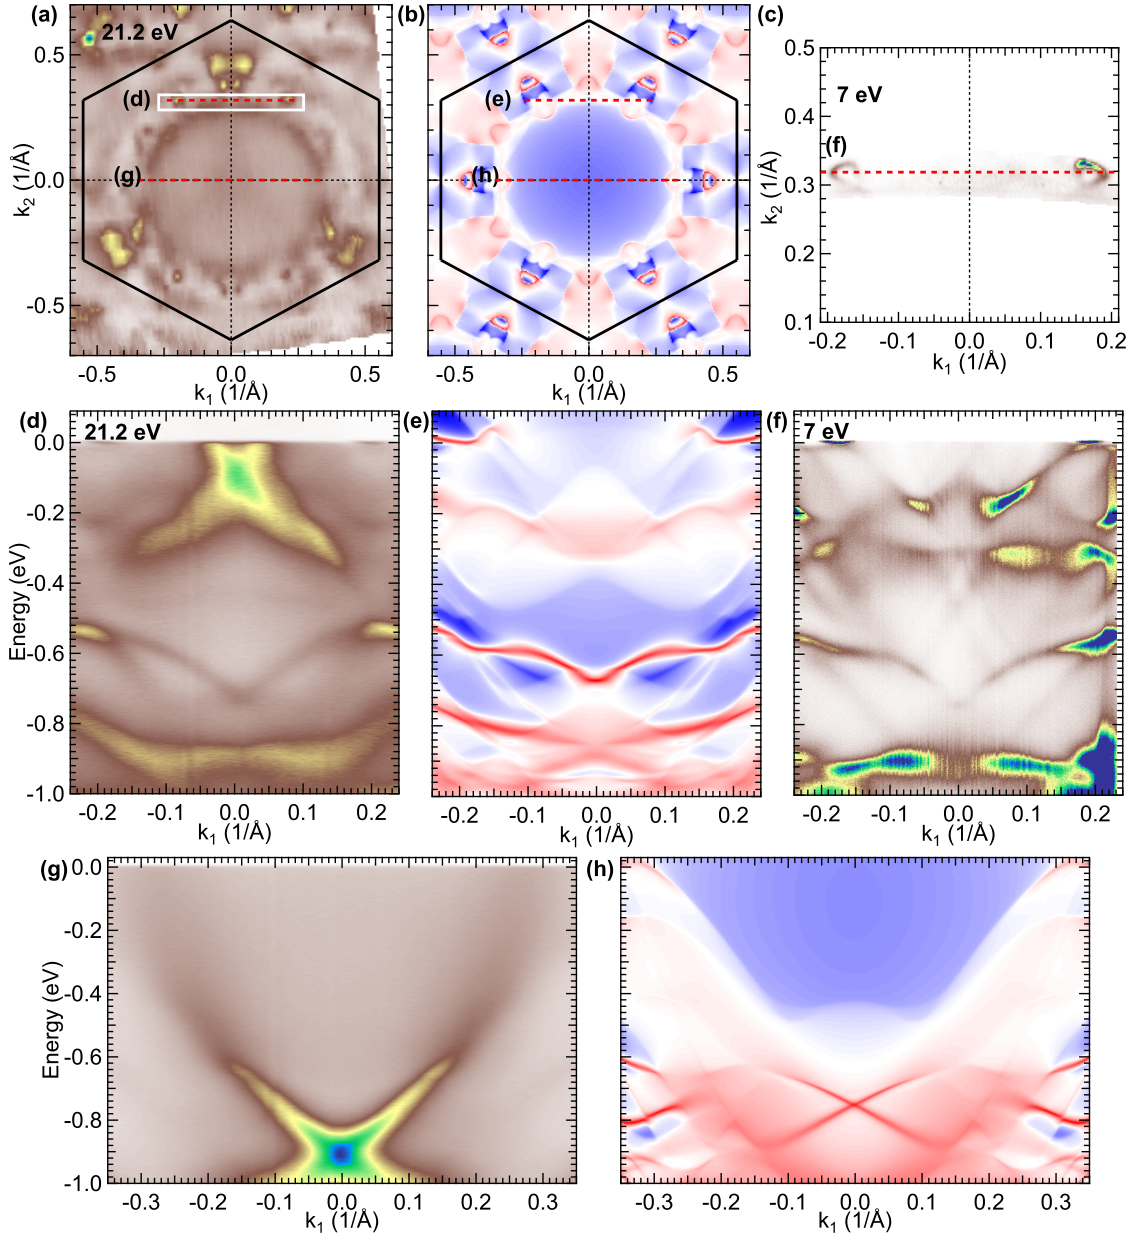 (a)
21.2 eV
(d)
(g)
k₂ (1/Å)
0.5
0.0
-0.5
-0.5
0.0
0.5
k₁ (1/Å)
(b)
(e)
(h)
-0.5
0.0
0.5
k₁ (1/Å)
(c)
7 eV
(f)
k₂ (1/Å)
0.5
0.4
0.3
0.2
0.1
-0.2
-0.1
0.0
0.1
0.2
k₁ (1/Å)
(d)
21.2 eV
Energy (eV)
0.0
-0.2
-0.4
-0.6
-0.8
-1.0
-0.2
-0.1
0.0
0.1
0.2
k₁ (1/Å)
(e)
-0.2
-0.1
0.0
0.1
0.2
k₁ (1/Å)
(f)
7 eV
-0.2
-0.1
0.0
0.1
0.2
k₁ (1/Å)
(g)
Energy (eV)
0.0
-0.2
-0.4
-0.6
-0.8
-1.0
-0.3
-0.2
-0.1
0.0
0.1
0.2
0.3
k₁ (1/Å)
(h)
-0.3
-0.2
-0.1
0.0
0.1
0.2
0.3
k₁ (1/Å)